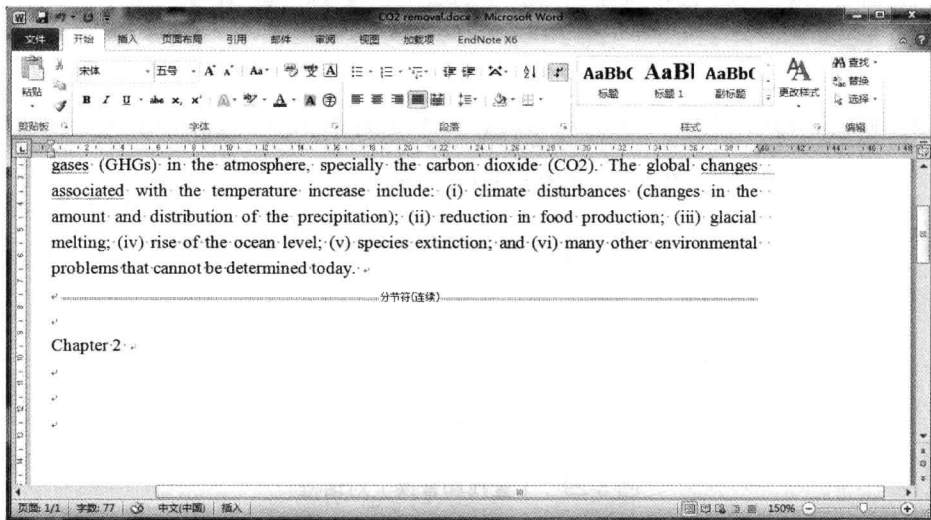 CO2 removal.docx - Microsoft Word
文件 开始 插入 页面布局 引用 邮件 审阅 视图 加载项 EndNote X6
宋体 五号 A A Aa 变 A
查找
粘贴
B I U abc x, x' A A A 字
AaBbC AaBl AaBbC
标题 标题 1 副标题
更改样式
替换
选择
剪贴板 字体 段落 样式 编辑
gases (GHGs) in the atmosphere, specially the carbon dioxide (CO2). The global changes
associated with the temperature increase include: (i) climate disturbances (changes in the
amount and distribution of the precipitation); (ii) reduction in food production; (iii) glacial
melting; (iv) rise of the ocean level; (v) species extinction; and (vi) many other environmental
problems that cannot be determined today.
分节符(连续)
Chapter 2
页面: 1/1 字数: 77 中文(中国) 插入 150%